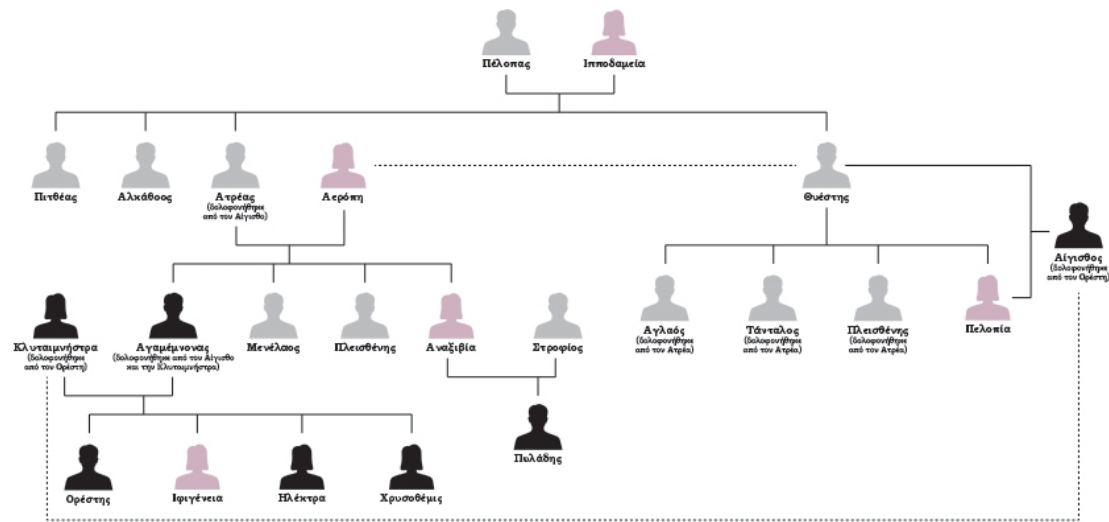 Πέλοπας
Ιπποδαμεία
Πιτθέας
Αλκάθοος
Ατρέας
(δολοφονήθηκε
από τον Αίγισθο)
Αερόπη
Θυέστης
Αίγισθος
(δολοφονήθηκε
από τον Ορέστη)
Κλυταιμνήστρα
(δολοφονήθηκε
από τον Ορέστη)
Αγαμέμνονας
(δολοφονήθηκε από τον Αίγισθο
και την Κλυταιμνήστρα)
Μενέλαος
Πλεισθένης
Αναξιβία
Στροφίος
Αγλαός
(δολοφονήθηκε
από τον Ατρέα)
Τάνταλος
(δολοφονήθηκε
από τον Ατρέα)
Πλεισθένης
(δολοφονήθηκε
από τον Ατρέα)
Πελοπία
Πυλάδης
Ορέστης
Ιφιγένεια
Ηλέκτρα
Χρυσοθέμις